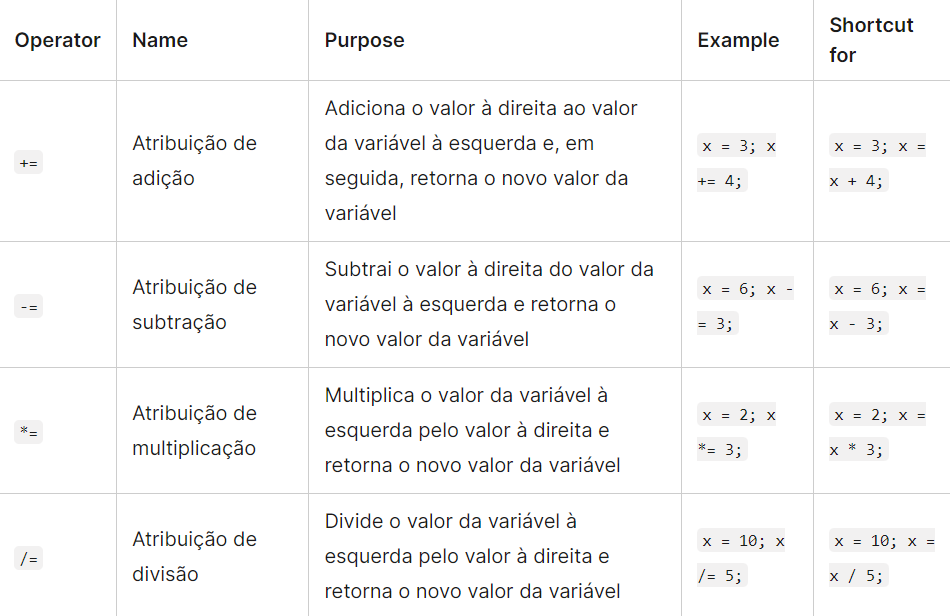 Operator Name Purpose Example Shortcut
for
+= Atribuição de
adição
Adiciona o valor à direita ao valor
da variável à esquerda e, em
seguida, retorna o novo valor da
variável
x = 3; x
+= 4;
x = 3; x =
x + 4;
-= Atribuição de
subtração
Subtrai o valor à direita do valor da
variável à esquerda e retorna o
novo valor da variável
x = 6; x -
= 3;
x = 6; x =
x - 3;
*= Atribuição de
multiplicação
Multiplica o valor da variável à
esquerda pelo valor à direita e
retorna o novo valor da variável
x = 2; x
*= 3;
x = 2; x =
x * 3;
/= Atribuição de
divisão
Divide o valor da variável à
esquerda pelo valor à direita e
retorna o novo valor da variável
x = 10; x
/= 5;
x = 10; x =
x / 5;